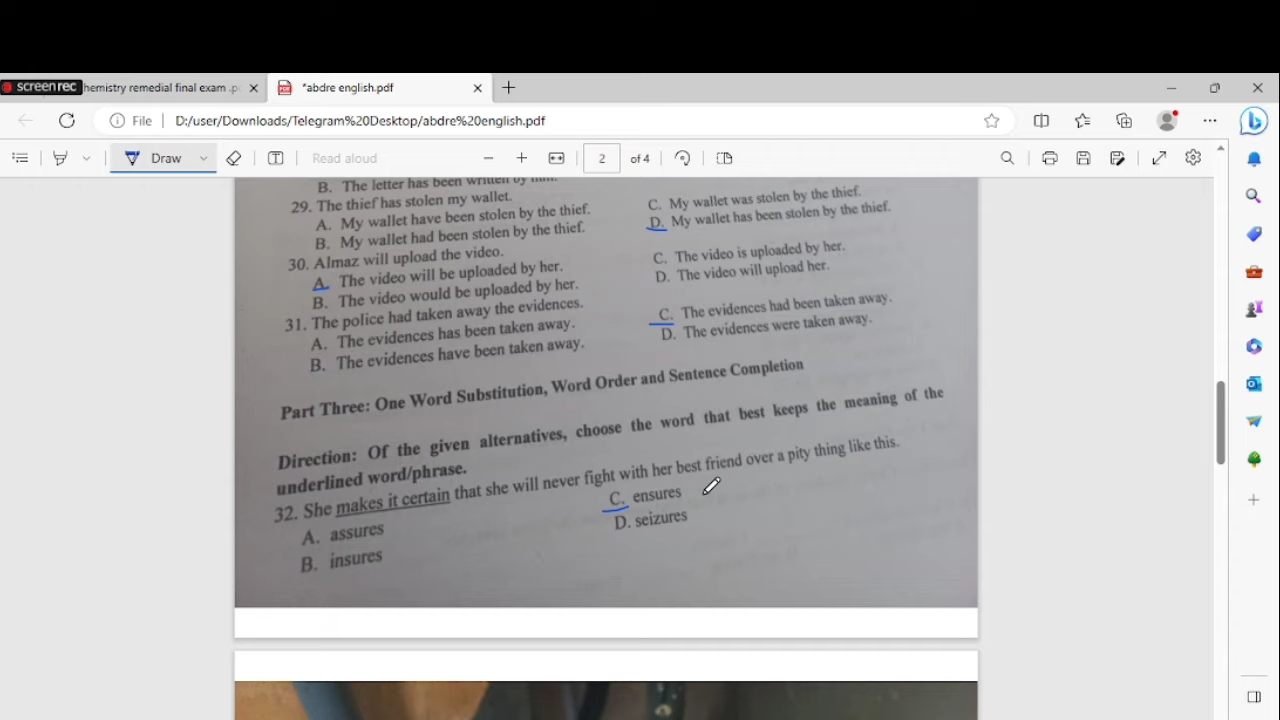 screenrec
hemistry remedial final exam .p
*abdre english.pdf
File D:/user/Downloads/Telegram%20Desktop/abdre%20english.pdf
Draw
Read aloud
2 of 4
B. The letter has been written by him.
29. The thief has stolen my wallet.
A. My wallet have been stolen by the thief.
B. My wallet had been stolen by the thief.
C. My wallet was stolen by the thief.
D. My wallet has been stolen by the thief.
30. Almaz will upload the video.
A. The video will be uploaded by her.
B. The video would be uploaded by her.
C. The video is uploaded by her.
D. The video will upload her.
31. The police had taken away the evidences.
A. The evidences has been taken away.
B. The evidences have been taken away.
C. The evidences had been taken away.
D. The evidences were taken away.
Part Three: One Word Substitution, Word Order and Sentence Completion
Direction: Of the given alternatives, choose the word that best keeps the meaning of the
underlined word/phrase.
32. She makes it certain that she will never fight with her best friend over a pity thing like this.
A. assures
B. insures
C. ensures
D. seizures